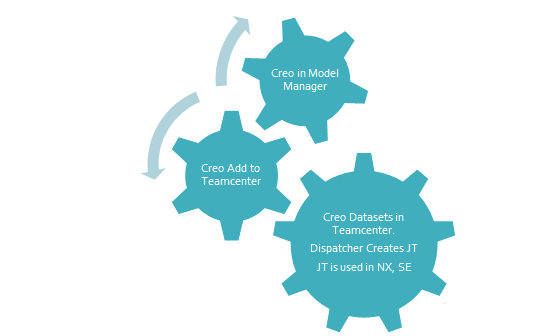 Creo in Model
Manager
Creo Add to
Teamcenter
Creo Datasets in
Teamcenter.
Dispatcher Creates JT
JT is used in NX, SE